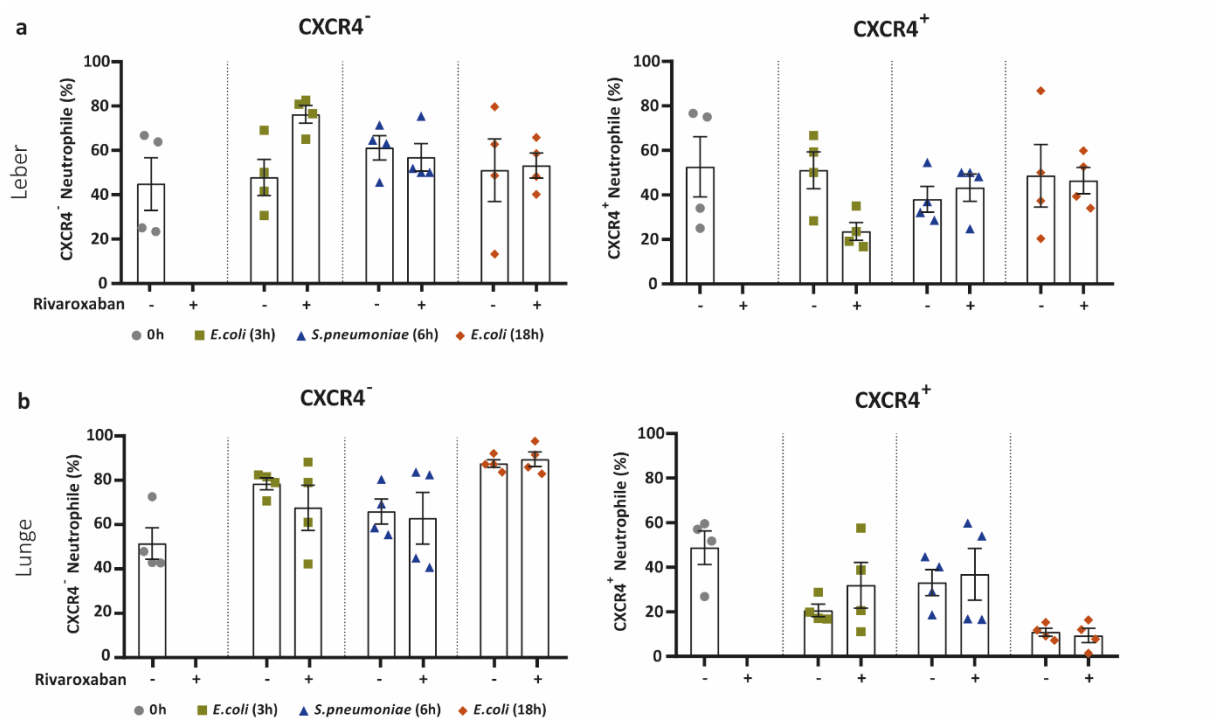 a
CXCR4⁻
CXCR4⁺
Leber
CXCR4⁻ Neutrophile (%)
100
80
60
40
20
0
CXCR4⁺ Neutrophile (%)
100
80
60
40
20
0
Rivaroxaban - + - + - + - +
- + - + - + - +
0h E.coli (3h) S.pneumoniae (6h) E.coli (18h)
b
CXCR4⁻
CXCR4⁺
Lunge
CXCR4⁻ Neutrophile (%)
100
80
60
40
20
0
CXCR4⁺ Neutrophile (%)
100
80
60
40
20
0
Rivaroxaban - + - + - + - +
- + - + - + - +
0h E.coli (3h) S.pneumoniae (6h) E.coli (18h)